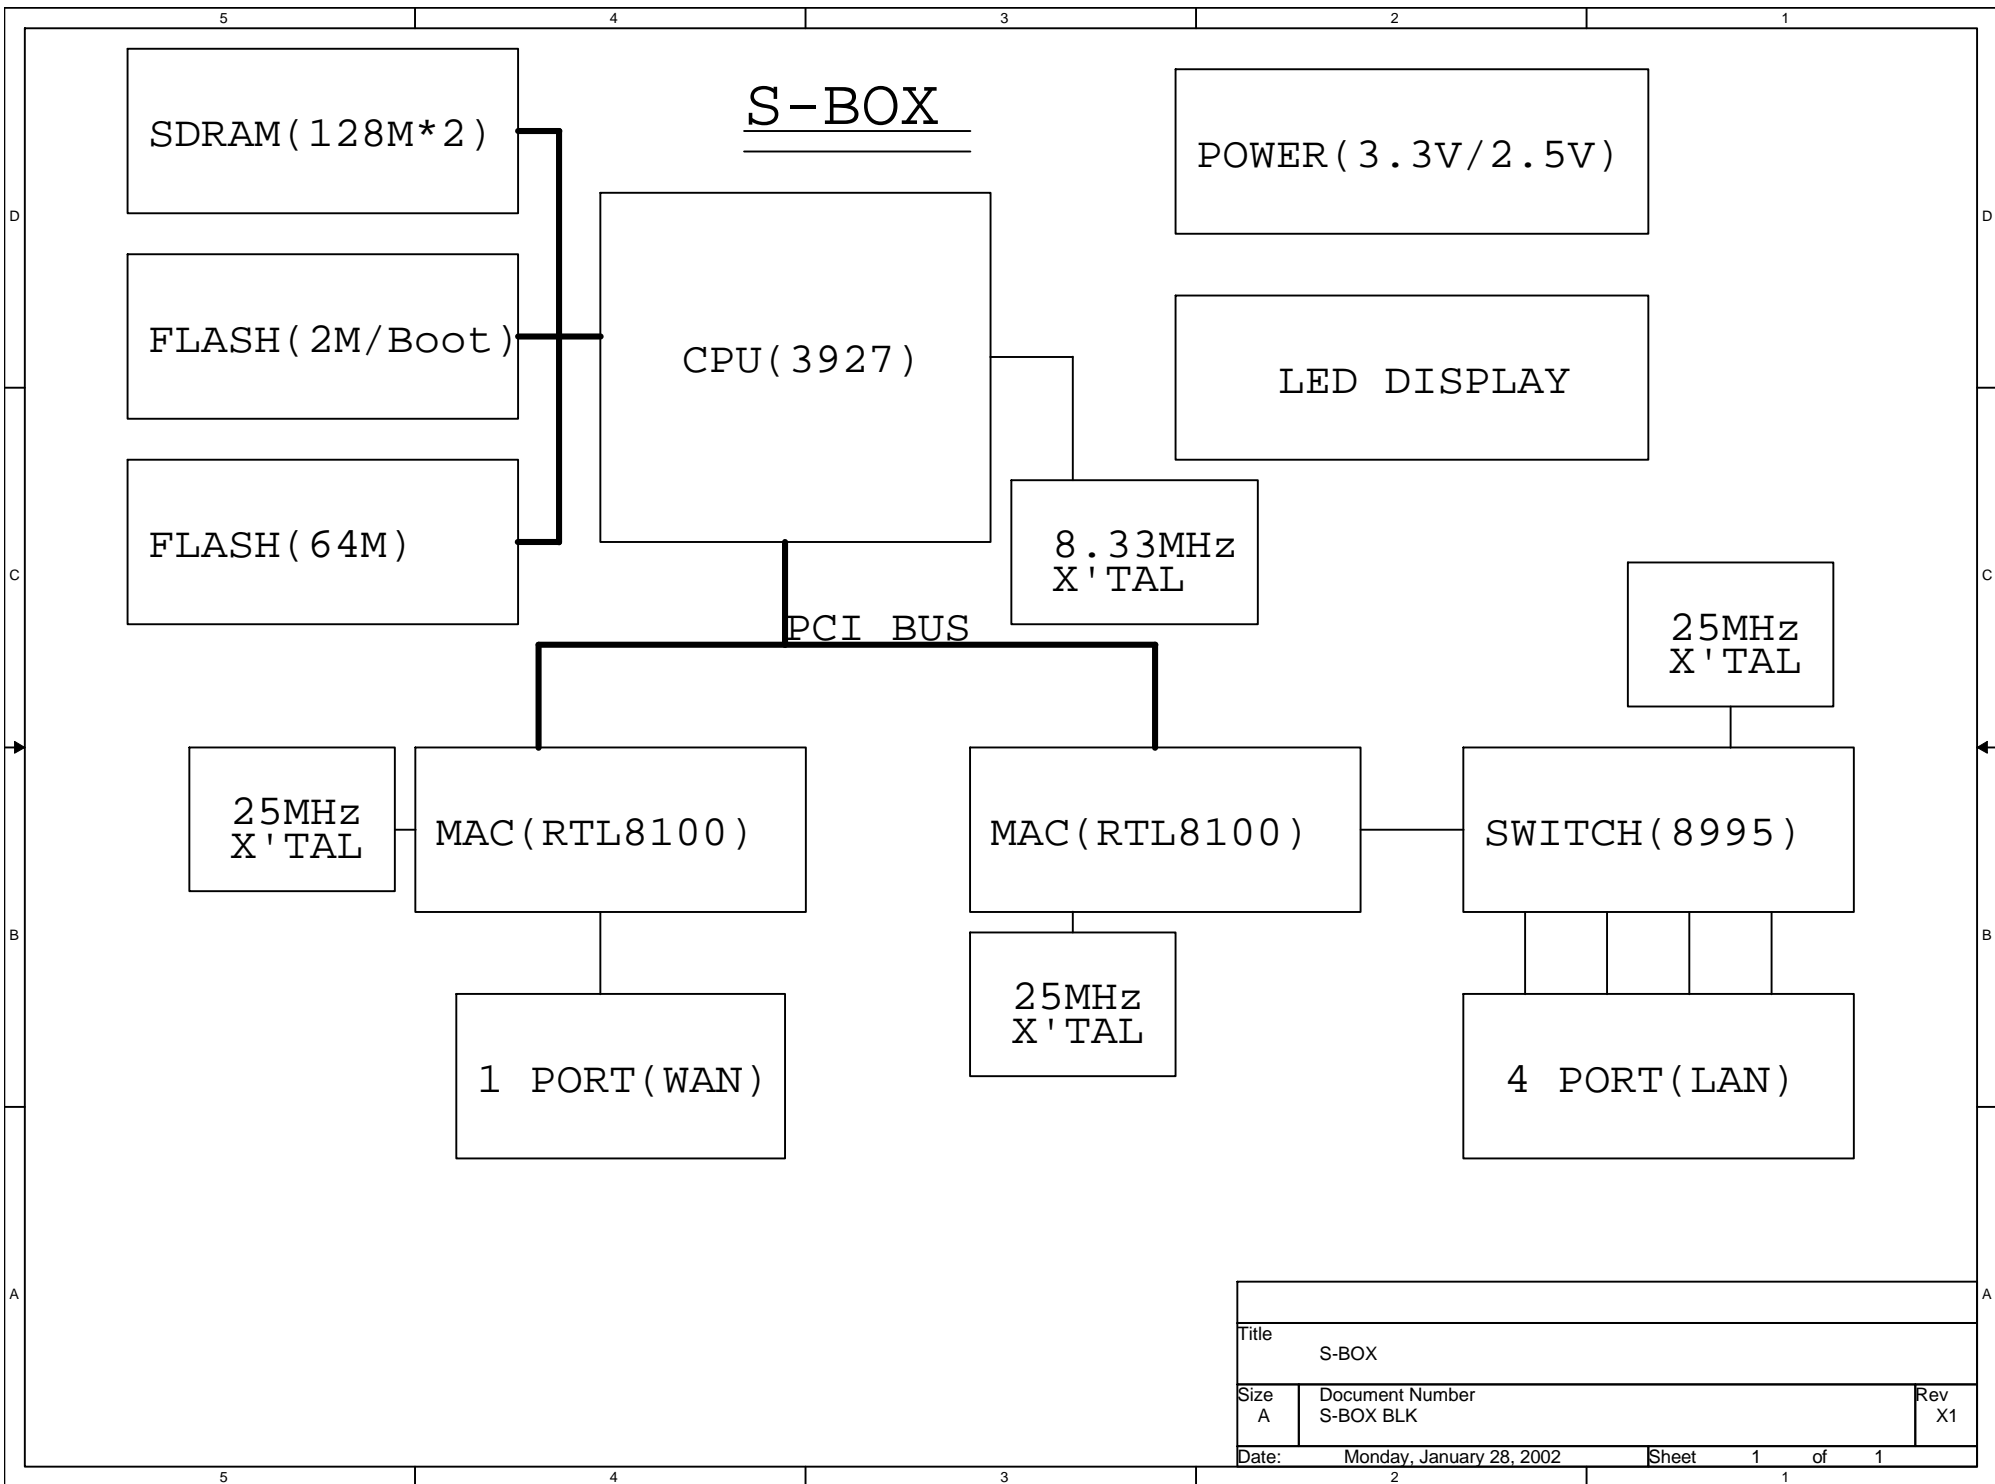 5 4 3 2 1
S-BOX
SDRAM(128M*2)
POWER(3.3V/2.5V)
D D
FLASH(2M/Boot)
CPU(3927)
LED DISPLAY
FLASH(64M)
8.33MHz
X'TAL
C C
PCI BUS
25MHz
X'TAL
25MHz
X'TAL
MAC(RTL8100)
MAC(RTL8100)
SWITCH(8995)
B B
25MHz
X'TAL
1 PORT(WAN)
4 PORT(LAN)
A A
Title
S-BOX
Size
A
Document Number
S-BOX BLK
Rev
X1
Date: Monday, January 28, 2002 Sheet 1 of 1
5 4 3 2 1